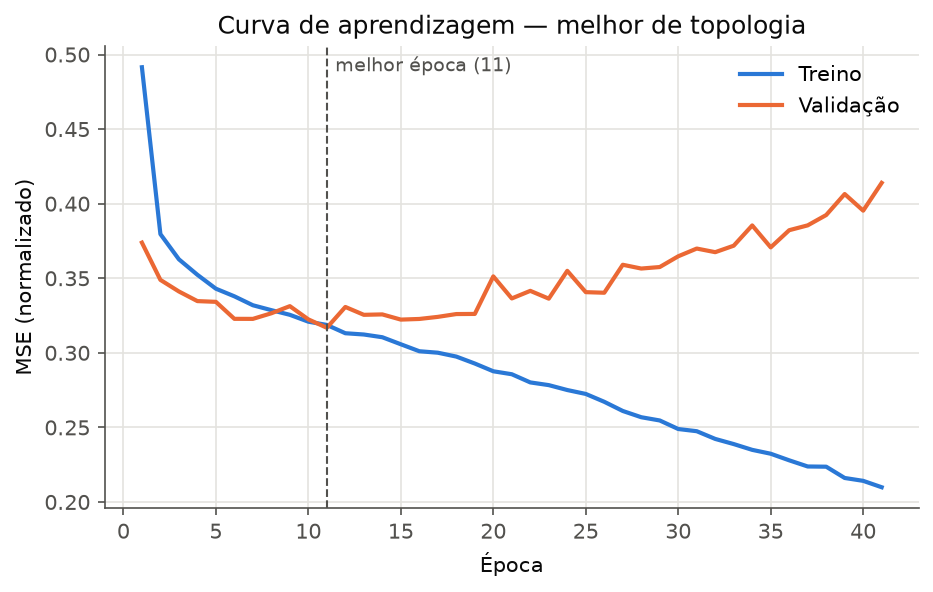 Curva de aprendizagem — melhor de topologia
melhor época (11)
Treino
Validação
MSE (normalizado)
0.50
0.45
0.40
0.35
0.30
0.25
0.20
0 5 10 15 20 25 30 35 40
Época